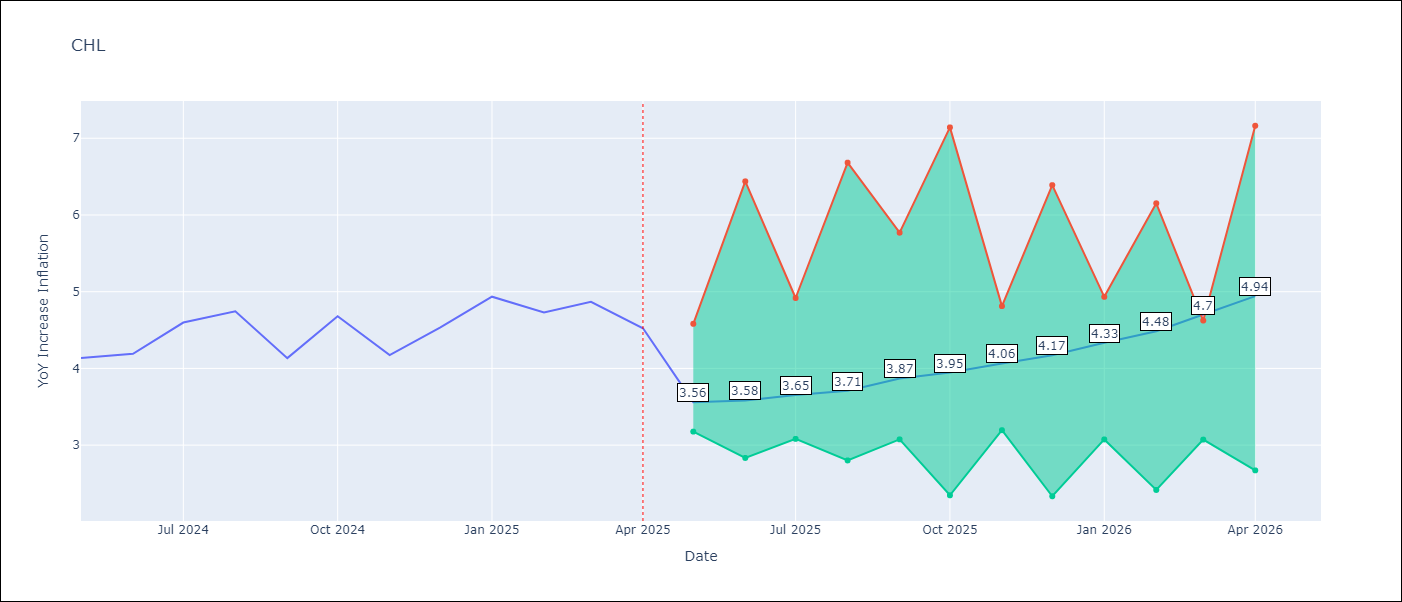 CHL
YoY Increase Inflation
7
6
5
4
3
3.56
3.58
3.65
3.71
3.87
3.95
4.06
4.17
4.33
4.48
4.7
4.94
Jul 2024
Oct 2024
Jan 2025
Apr 2025
Jul 2025
Oct 2025
Jan 2026
Apr 2026
Date